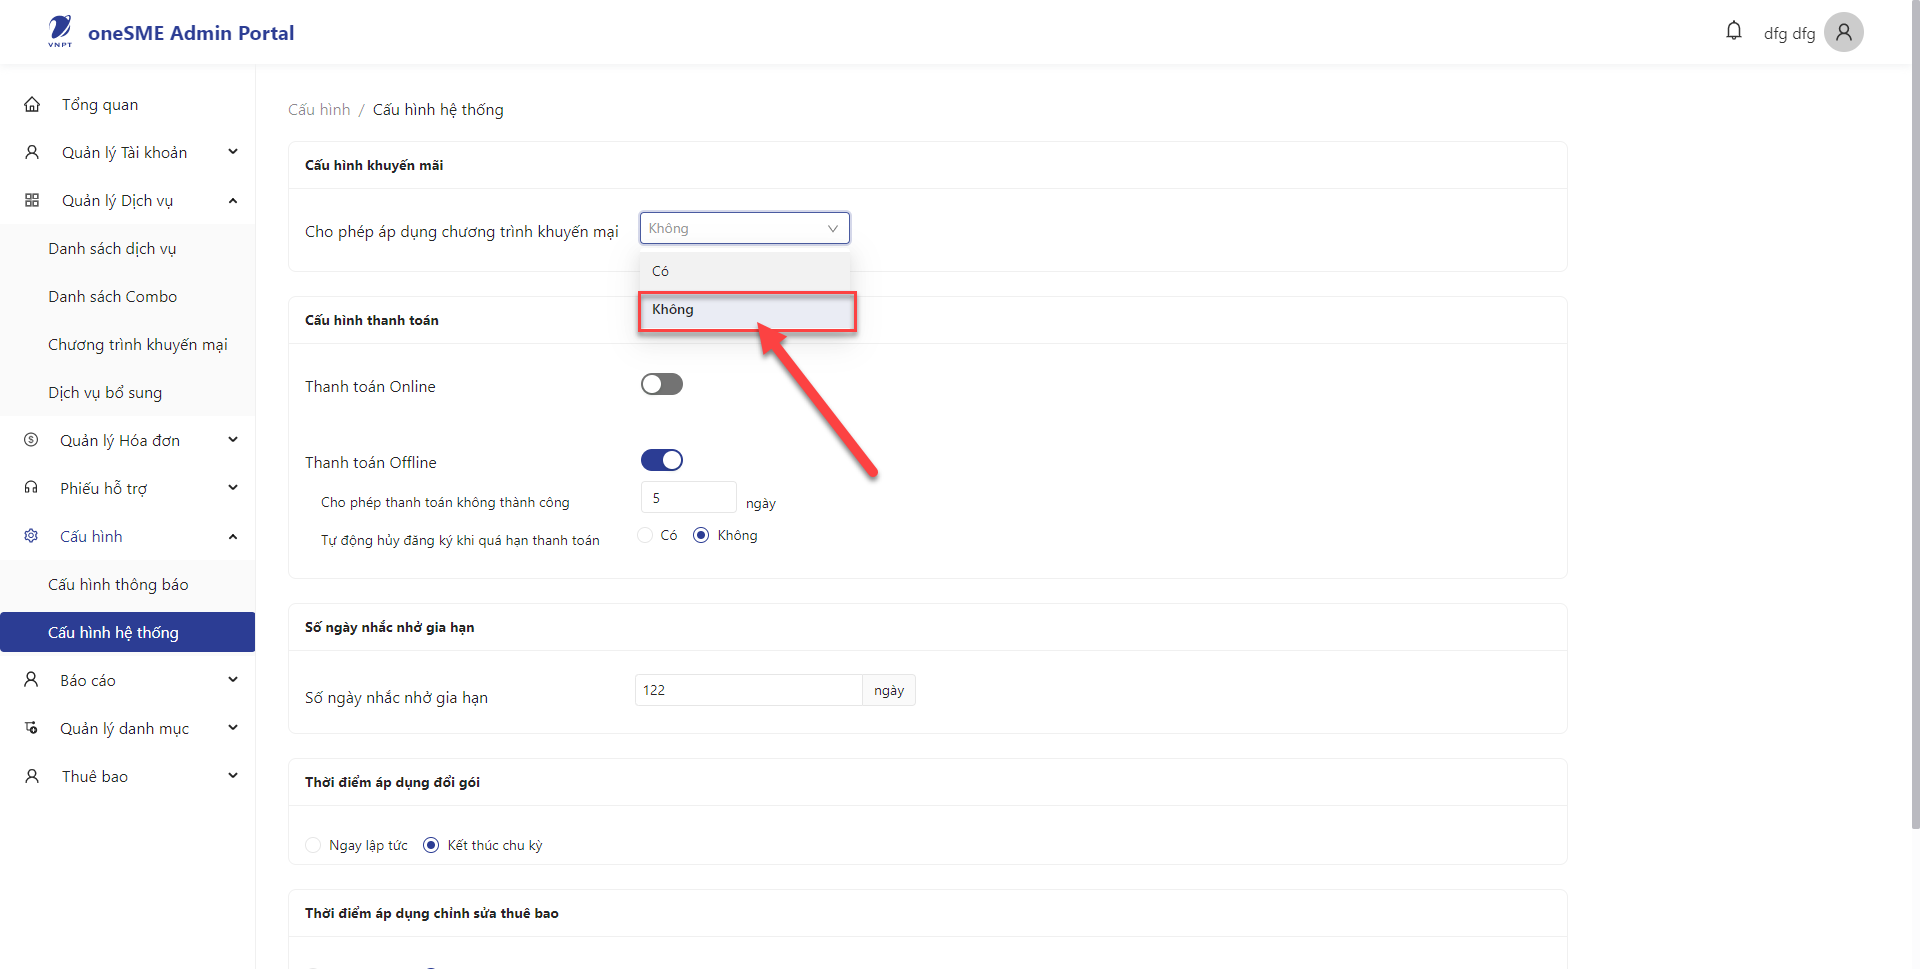 VNPT
oneSME Admin Portal
dfg dfg
Tổng quan
Quản lý Tài khoản
Quản lý Dịch vụ
Danh sách dịch vụ
Danh sách Combo
Chương trình khuyến mại
Dịch vụ bổ sung
Quản lý Hóa đơn
Phiếu hỗ trợ
Cấu hình
Cấu hình thông báo
Cấu hình hệ thống
Báo cáo
Quản lý danh mục
Thuê bao
Cấu hình / Cấu hình hệ thống
Cấu hình khuyến mãi
Cho phép áp dụng chương trình khuyến mại
Không
Có
Không
Cấu hình thanh toán
Thanh toán Online
Thanh toán Offline
Cho phép thanh toán không thành công 5 ngày
Tự động hủy đăng ký khi quá hạn thanh toán Có Không
Số ngày nhắc nhở gia hạn
Số ngày nhắc nhở gia hạn 122 ngày
Thời điểm áp dụng đổi gói
Ngay lập tức Kết thúc chu kỳ
Thời điểm áp dụng chỉnh sửa thuê bao